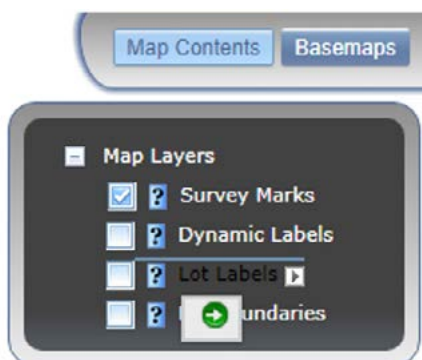 Map Contents Basemaps
Map Layers
? Survey Marks
? Dynamic Labels
? Lot Labels
? undaries